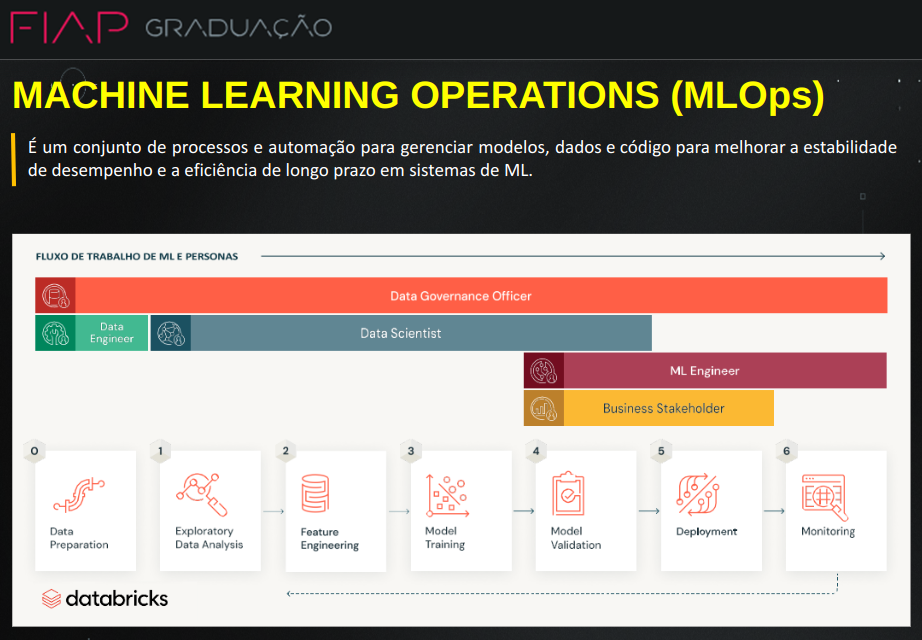 FIAP GRADUAÇÃO
MACHINE LEARNING OPERATIONS (MLOps)
É um conjunto de processos e automação para gerenciar modelos, dados e código para melhorar a estabilidade
de desempenho e a eficiência de longo prazo em sistemas de ML.
FLUXO DE TRABALHO DE ML E PERSONAS
Data Governance Officer
Data
Engineer
Data Scientist
ML Engineer
Business Stakeholder
0
Data
Preparation
1
Exploratory
Data Analysis
2
Feature
Engineering
3
Model
Training
4
Model
Validation
5
Deployment
6
Monitoring
databricks